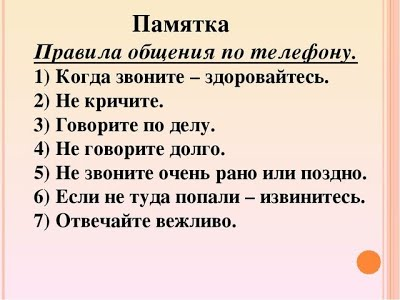 Памятка
Правила общения по телефону.
1) Когда звоните – здоровайтесь.
2) Не кричите.
3) Говорите по делу.
4) Не говорите долго.
5) Не звоните очень рано или поздно.
6) Если не туда попали – извинитесь.
7) Отвечайте вежливо.